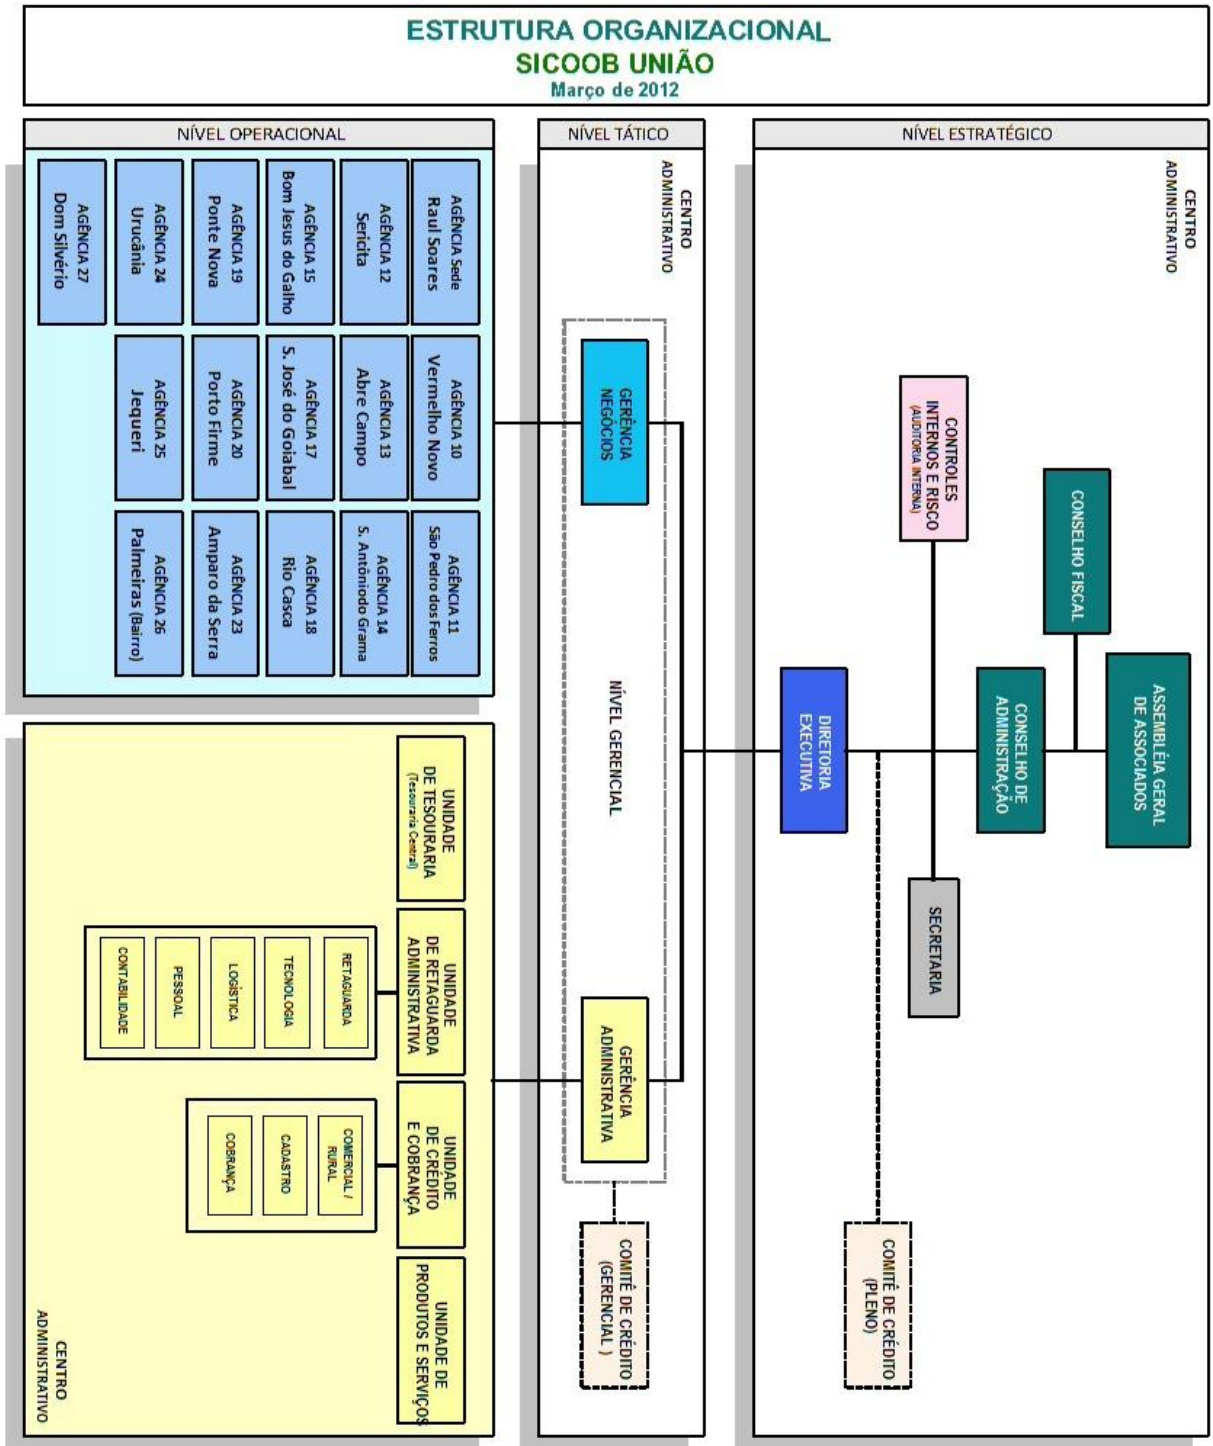 ESTRUTURA ORGANIZACIONAL
SICOOB UNIÃO
Março de 2012
NÍVEL ESTRATÉGICO
CENTRO
ADMINISTRATIVO
ASSEMBLÉIA GERAL
DE ASSOCIADOS
CONSELHO FISCAL
CONSELHO DE
ADMINISTRAÇÃO
CONTROLES
INTERNOS E RISCO
(AUDITORIA INTERNA)
SECRETARIA
COMITÊ DE CRÉDITO
(PLENO)
DIRETORIA
EXECUTIVA
NÍVEL TÁTICO
CENTRO
ADMINISTRATIVO
GERÊNCIA
NEGÓCIOS
NÍVEL GERENCIAL
GERÊNCIA
ADMINISTRATIVA
COMITÊ DE CRÉDITO
(GERENCIAL )
NÍVEL OPERACIONAL
AGÊNCIA Sede
Raul Soares
AGÊNCIA 10
Vermelho Novo
AGÊNCIA 11
São Pedro dos Ferros
AGÊNCIA 12
Sericita
AGÊNCIA 13
Abre Campo
AGÊNCIA 14
S. Antôniodo Grama
AGÊNCIA 15
Bom Jesus do Galho
AGÊNCIA 17
S. José do Goiabal
AGÊNCIA 18
Rio Casca
AGÊNCIA 19
Ponte Nova
AGÊNCIA 20
Porto Firme
AGÊNCIA 23
Amparo da Serra
AGÊNCIA 24
Urucânia
AGÊNCIA 25
Jequeri
AGÊNCIA 26
Palmeiras (Bairro)
AGÊNCIA 27
Dom Silvério
UNIDADE
DE TESOURARIA
(Tesouraria Central)
UNIDADE
DE RETAGUARDA
ADMINISTRATIVA
RETAGUARDA
TECNOLOGIA
LOGÍSTICA
PESSOAL
CONTABILIDADE
UNIDADE
DE CRÉDITO
E COBRANÇA
COMERCIAL /
RURAL
CADASTRO
COBRANÇA
UNIDADE DE
PRODUTOS E SERVIÇOS
CENTRO
ADMINISTRATIVO